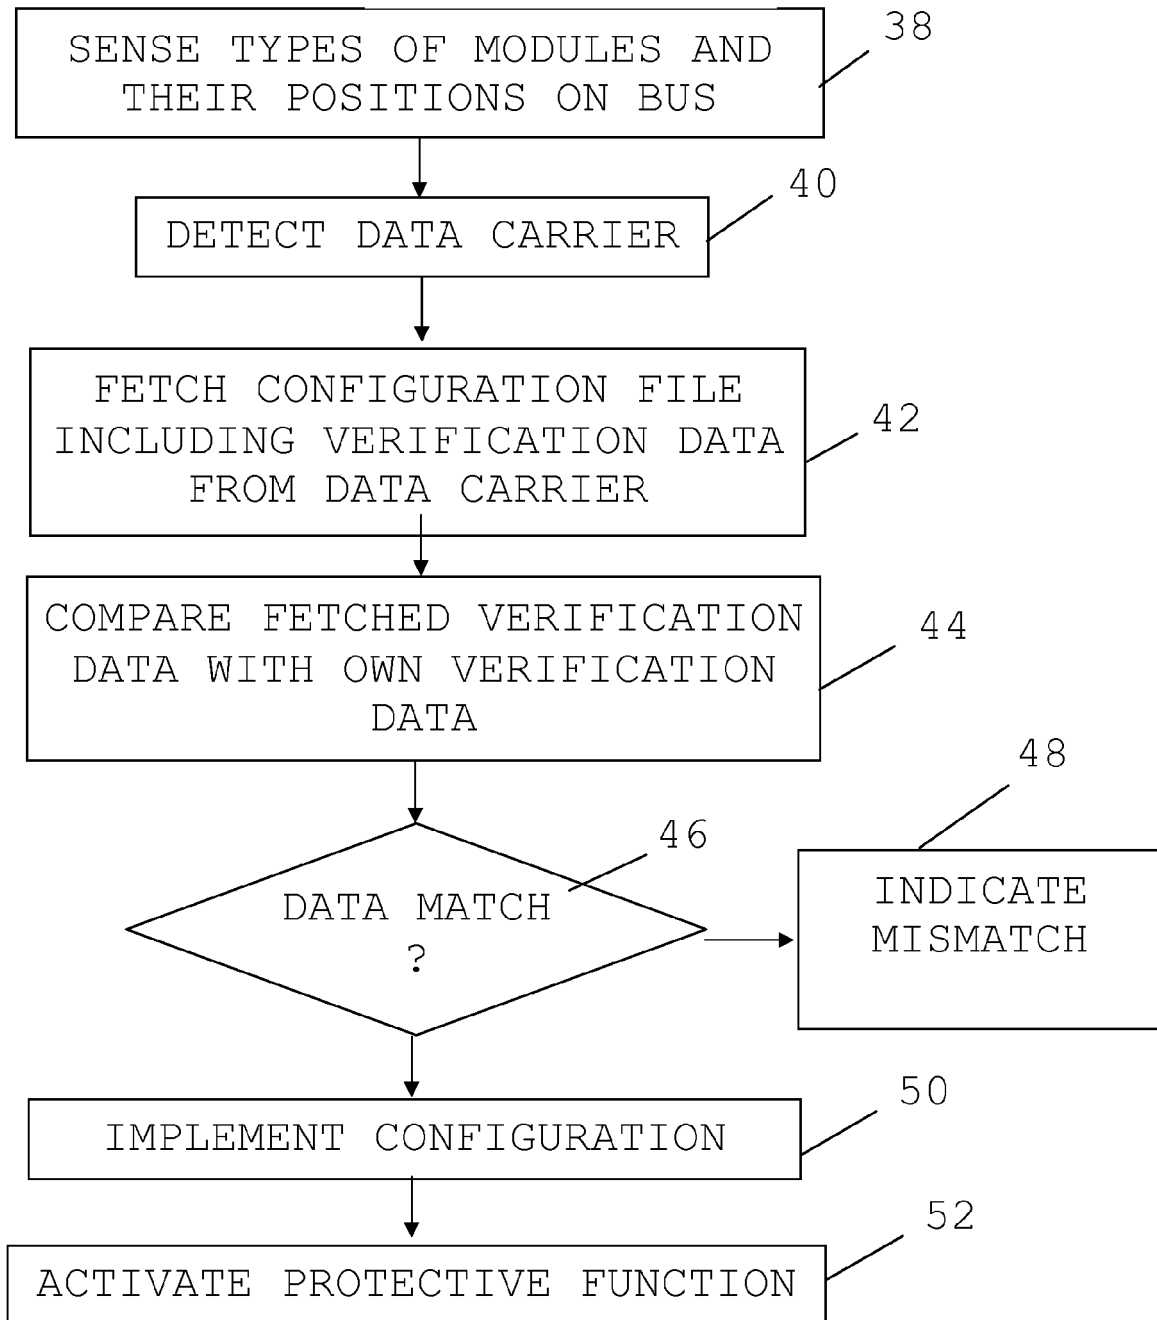 SENSE TYPES OF MODULES AND
THEIR POSITIONS ON BUS
38
DETECT DATA CARRIER
40
FETCH CONFIGURATION FILE
INCLUDING VERIFICATION DATA
FROM DATA CARRIER
42
COMPARE FETCHED VERIFICATION
DATA WITH OWN VERIFICATION
DATA
44
DATA MATCH
?
46
INDICATE
MISMATCH
48
IMPLEMENT CONFIGURATION
50
ACTIVATE PROTECTIVE FUNCTION
52